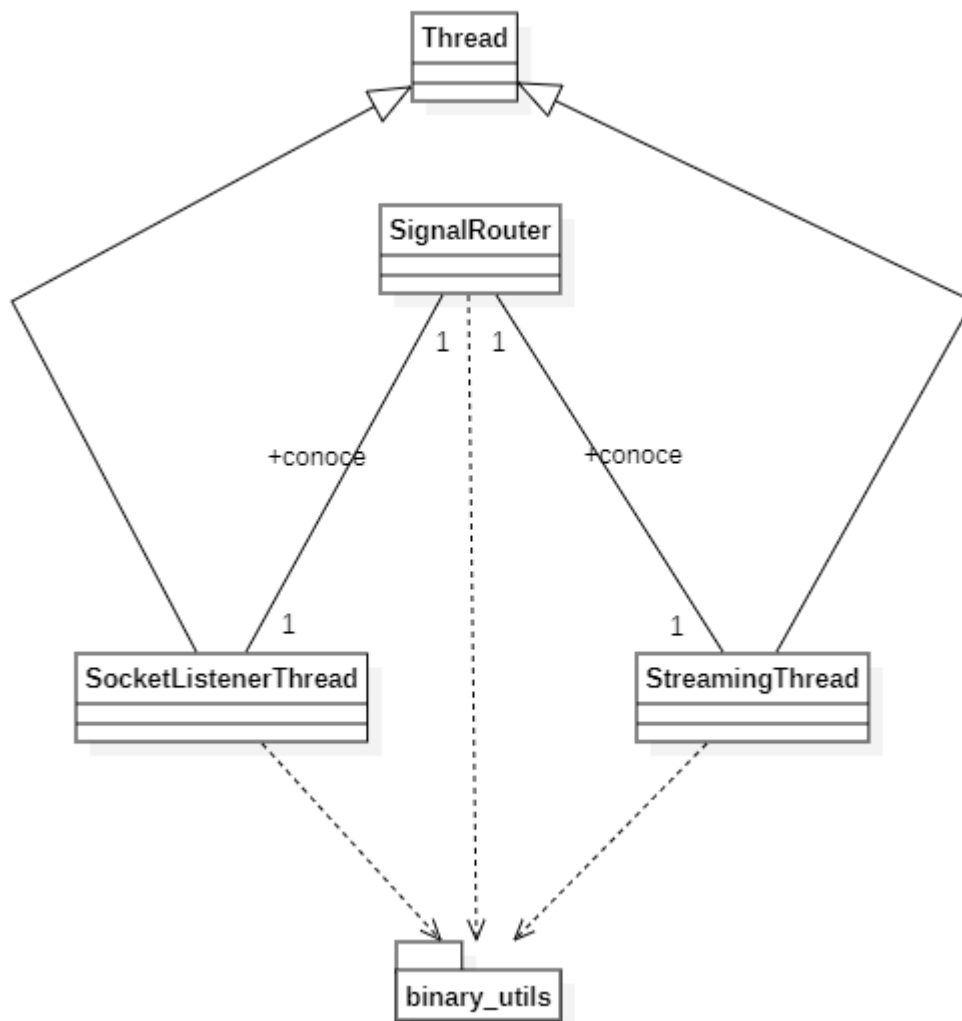 Thread
SignalRouter
1
1
+conoce
+conoce
1
1
SocketListenerThread
StreamingThread
binary_utils